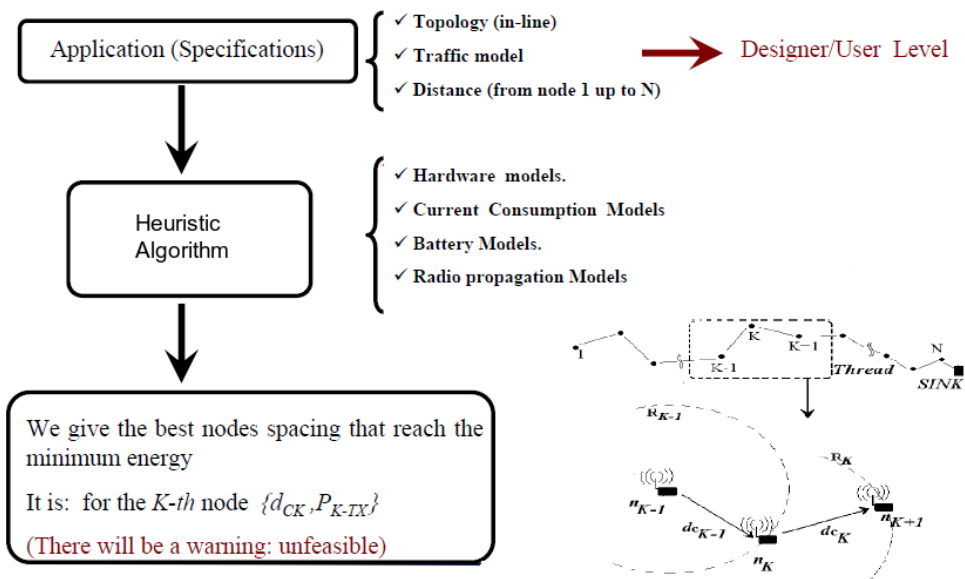 Application (Specifications)
✓ Topology (in-line)
✓ Traffic model
✓ Distance (from node 1 up to N)
Designer/User Level
Heuristic
Algorithm
✓ Hardware models.
✓ Current Consumption Models
✓ Battery Models.
✓ Radio propagation Models
We give the best nodes spacing that reach the
minimum energy
It is: for the K-th node {dCK ,PK-TX}
(There will be a warning: unfeasible)
1
K-1
K
K+1
Thread
N
SINK
RK-1
RK
nK-1
dcK-1
nK
dcK
nK+1